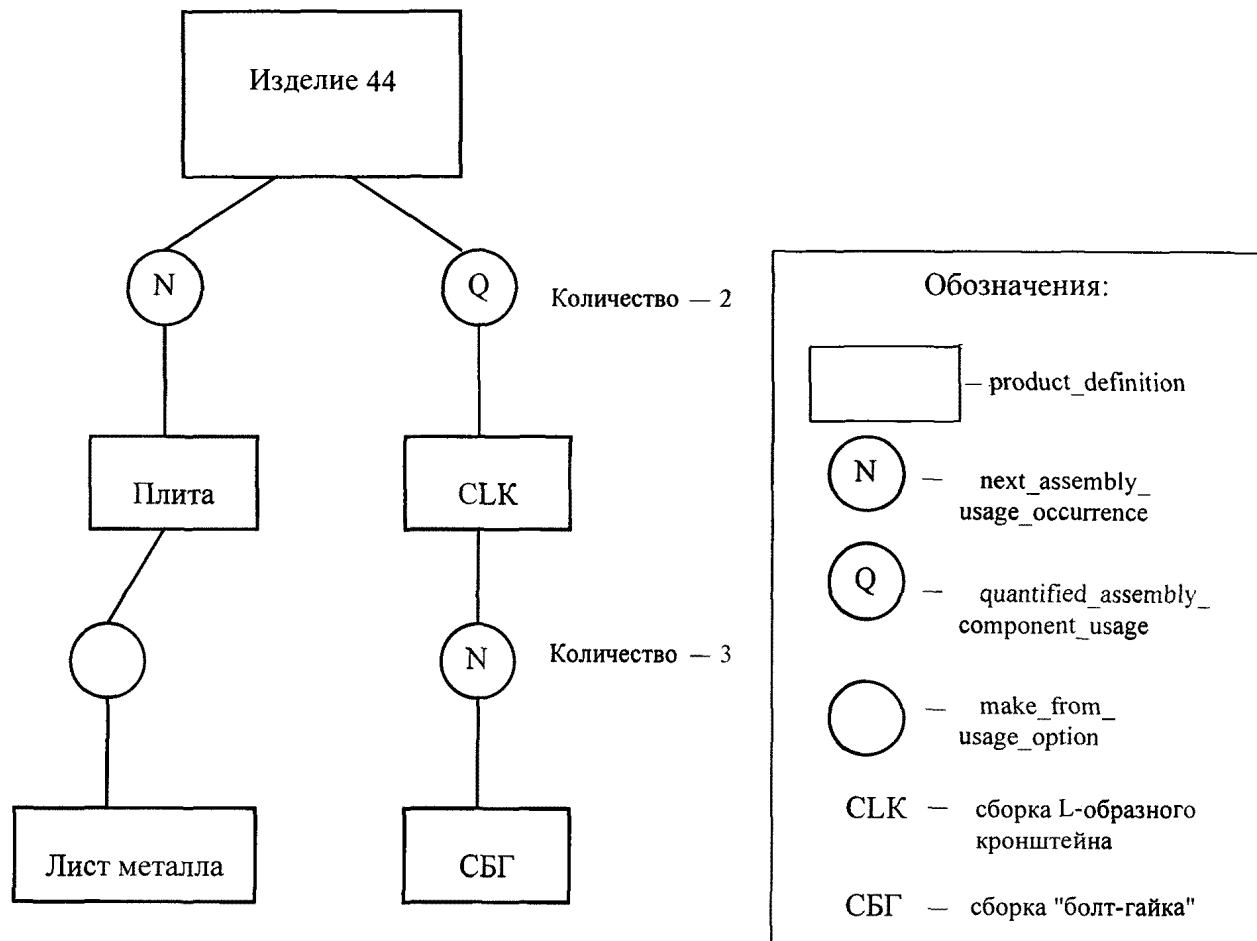 Изделие 44
N
Q
Количество — 2
Плита
CLK
N
Количество — 3
Лист металла
СБГ
Обозначения:
— product_definition
N — next_assembly_
usage_occurrence
Q — quantified_assembly_
component_usage
— make_from_
usage_option
CLK — сборка L-образного
кронштейна
СБГ — сборка "болт-гайка"